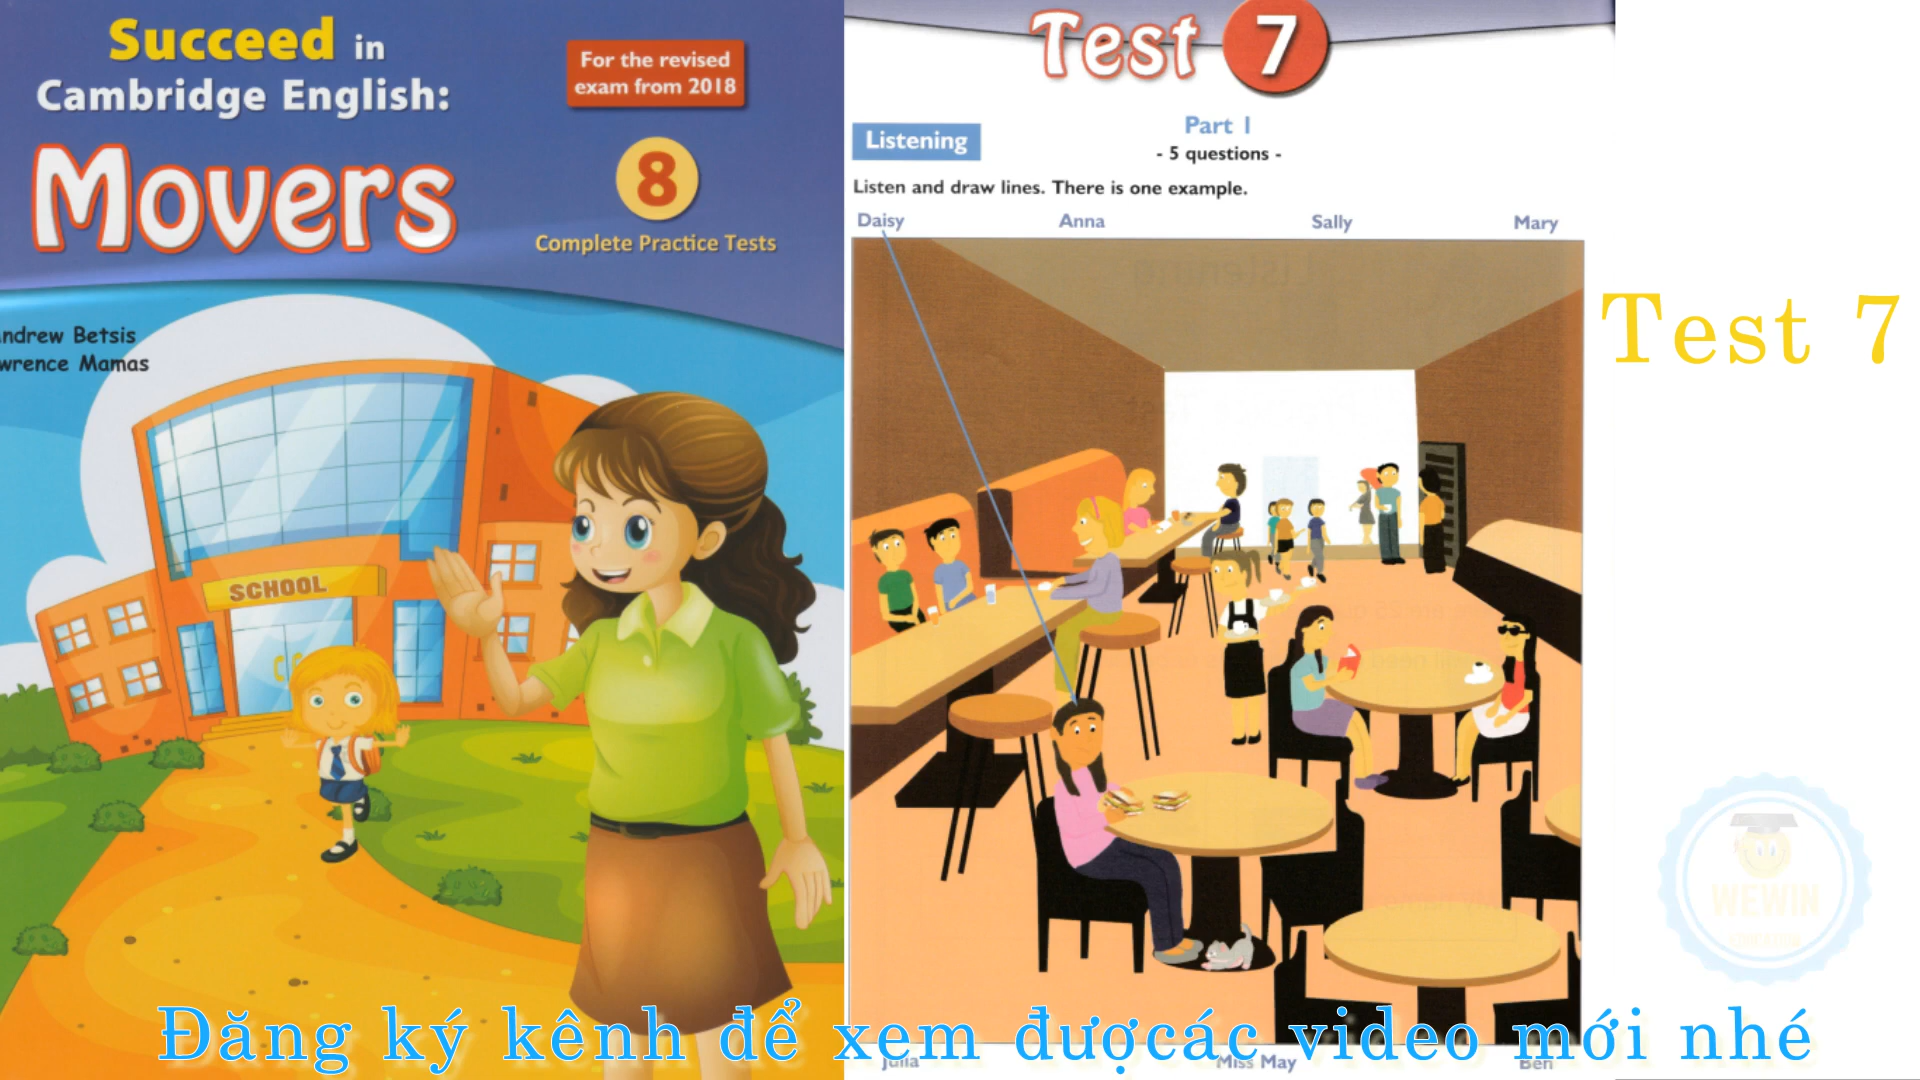 Succeed in
Cambridge English:
Movers
For the revised
exam from 2018
8
Complete Practice Tests
ndrew Betsis
wrence Mamas
SCHOOL
Test 7
Listening
Part 1
- 5 questions -
Listen and draw lines. There is one example.
Daisy Anna Sally Mary
Julia Miss May Ben
Test 7
WEWIN
EDUCATION
Đăng ký kênh để xem đượcác video mới nhé